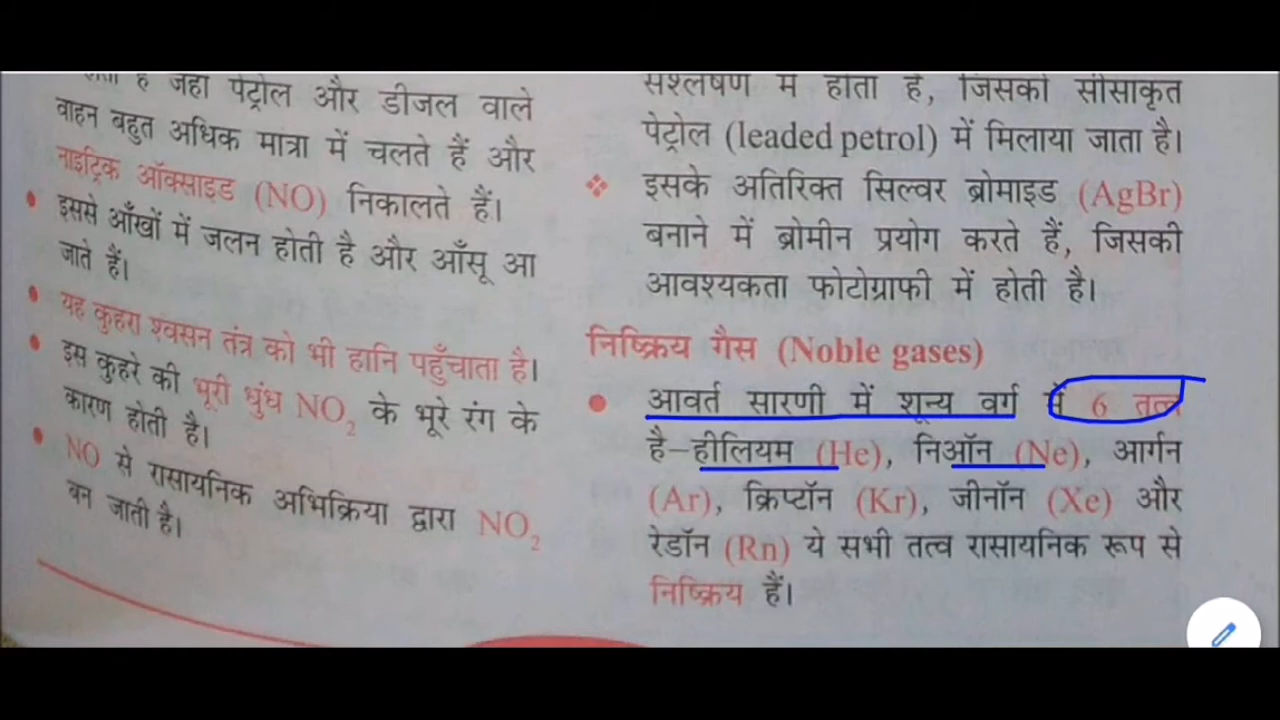 है जहाँ पेट्रोल और डीजल वाले
वाहन बहुत अधिक मात्रा में चलते हैं और
नाइट्रिक ऑक्साइड (NO) निकालते हैं।
• इससे आँखों में जलन होती है और आँसू आ
जाते हैं।
• यह कुहरा श्वसन तंत्र को भी हानि पहुँचाता है।
• इस कुहरे की भूरी धुंध NO₂ के भूरे रंग के
कारण होती है।
• NO से रासायनिक अभिक्रिया द्वारा NO₂
बन जाती है।
संश्लेषण में होता है, जिसको सीसाकृत
पेट्रोल (leaded petrol) में मिलाया जाता है।
❖ इसके अतिरिक्त सिल्वर ब्रोमाइड (AgBr)
बनाने में ब्रोमीन प्रयोग करते हैं, जिसकी
आवश्यकता फोटोग्राफी में होती है।
निष्क्रिय गैस (Noble gases)
• आवर्त सारणी में शून्य वर्ग में 6 तत्व
है–हीलियम (He), निऑन (Ne), आर्गन
(Ar), क्रिप्टॉन (Kr), जीनॉन (Xe) और
रेडॉन (Rn) ये सभी तत्व रासायनिक रूप से
निष्क्रिय हैं।